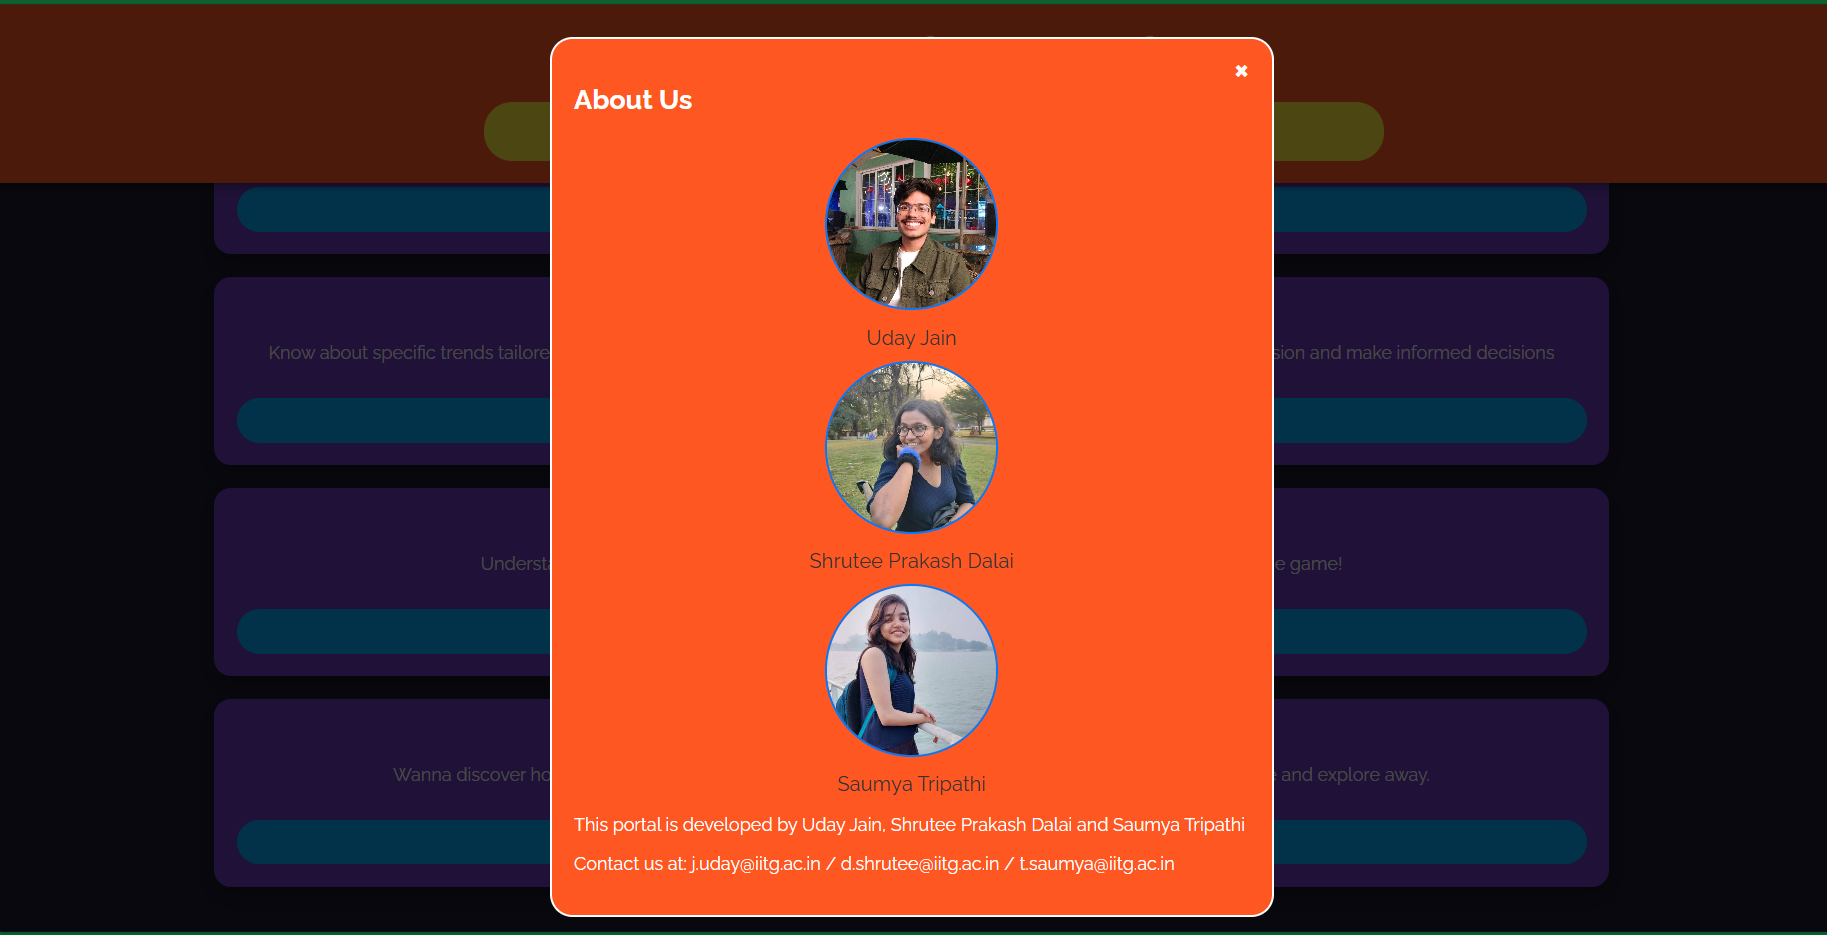 ✖
About Us
Uday Jain
Know about specific trends tailore
sion and make informed decisions
Shrutee Prakash Dalai
Understa
e game!
Saumya Tripathi
Wanna discover ho
and explore away.
This portal is developed by Uday Jain, Shrutee Prakash Dalai and Saumya Tripathi
Contact us at: j.uday@iitg.ac.in / d.shrutee@iitg.ac.in / t.saumya@iitg.ac.in